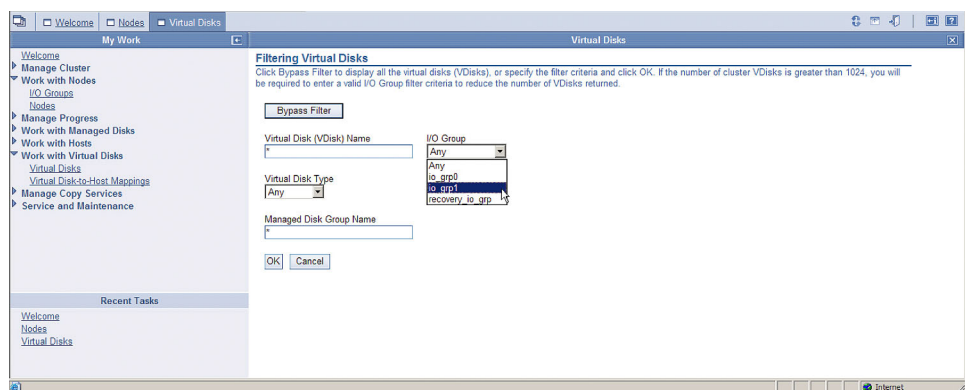 Welcome Nodes Virtual Disks
My Work
Virtual Disks
Welcome
Manage Cluster
Work with Nodes
I/O Groups
Nodes
Manage Progress
Work with Managed Disks
Work with Hosts
Work with Virtual Disks
Virtual Disks
Virtual Disk-to-Host Mappings
Manage Copy Services
Service and Maintenance
Recent Tasks
Welcome
Nodes
Virtual Disks
Filtering Virtual Disks
Click Bypass Filter to display all the virtual disks (VDisks), or specify the filter criteria and click OK. If the number of cluster VDisks is greater than 1024, you will
be required to enter a valid I/O Group filter criteria to reduce the number of VDisks returned.
Bypass Filter
Virtual Disk (VDisk) Name
*
I/O Group
Any
Any
io_grp0
io_grp1
recovery_io_grp
Virtual Disk Type
Any
Managed Disk Group Name
*
OK Cancel
Internet